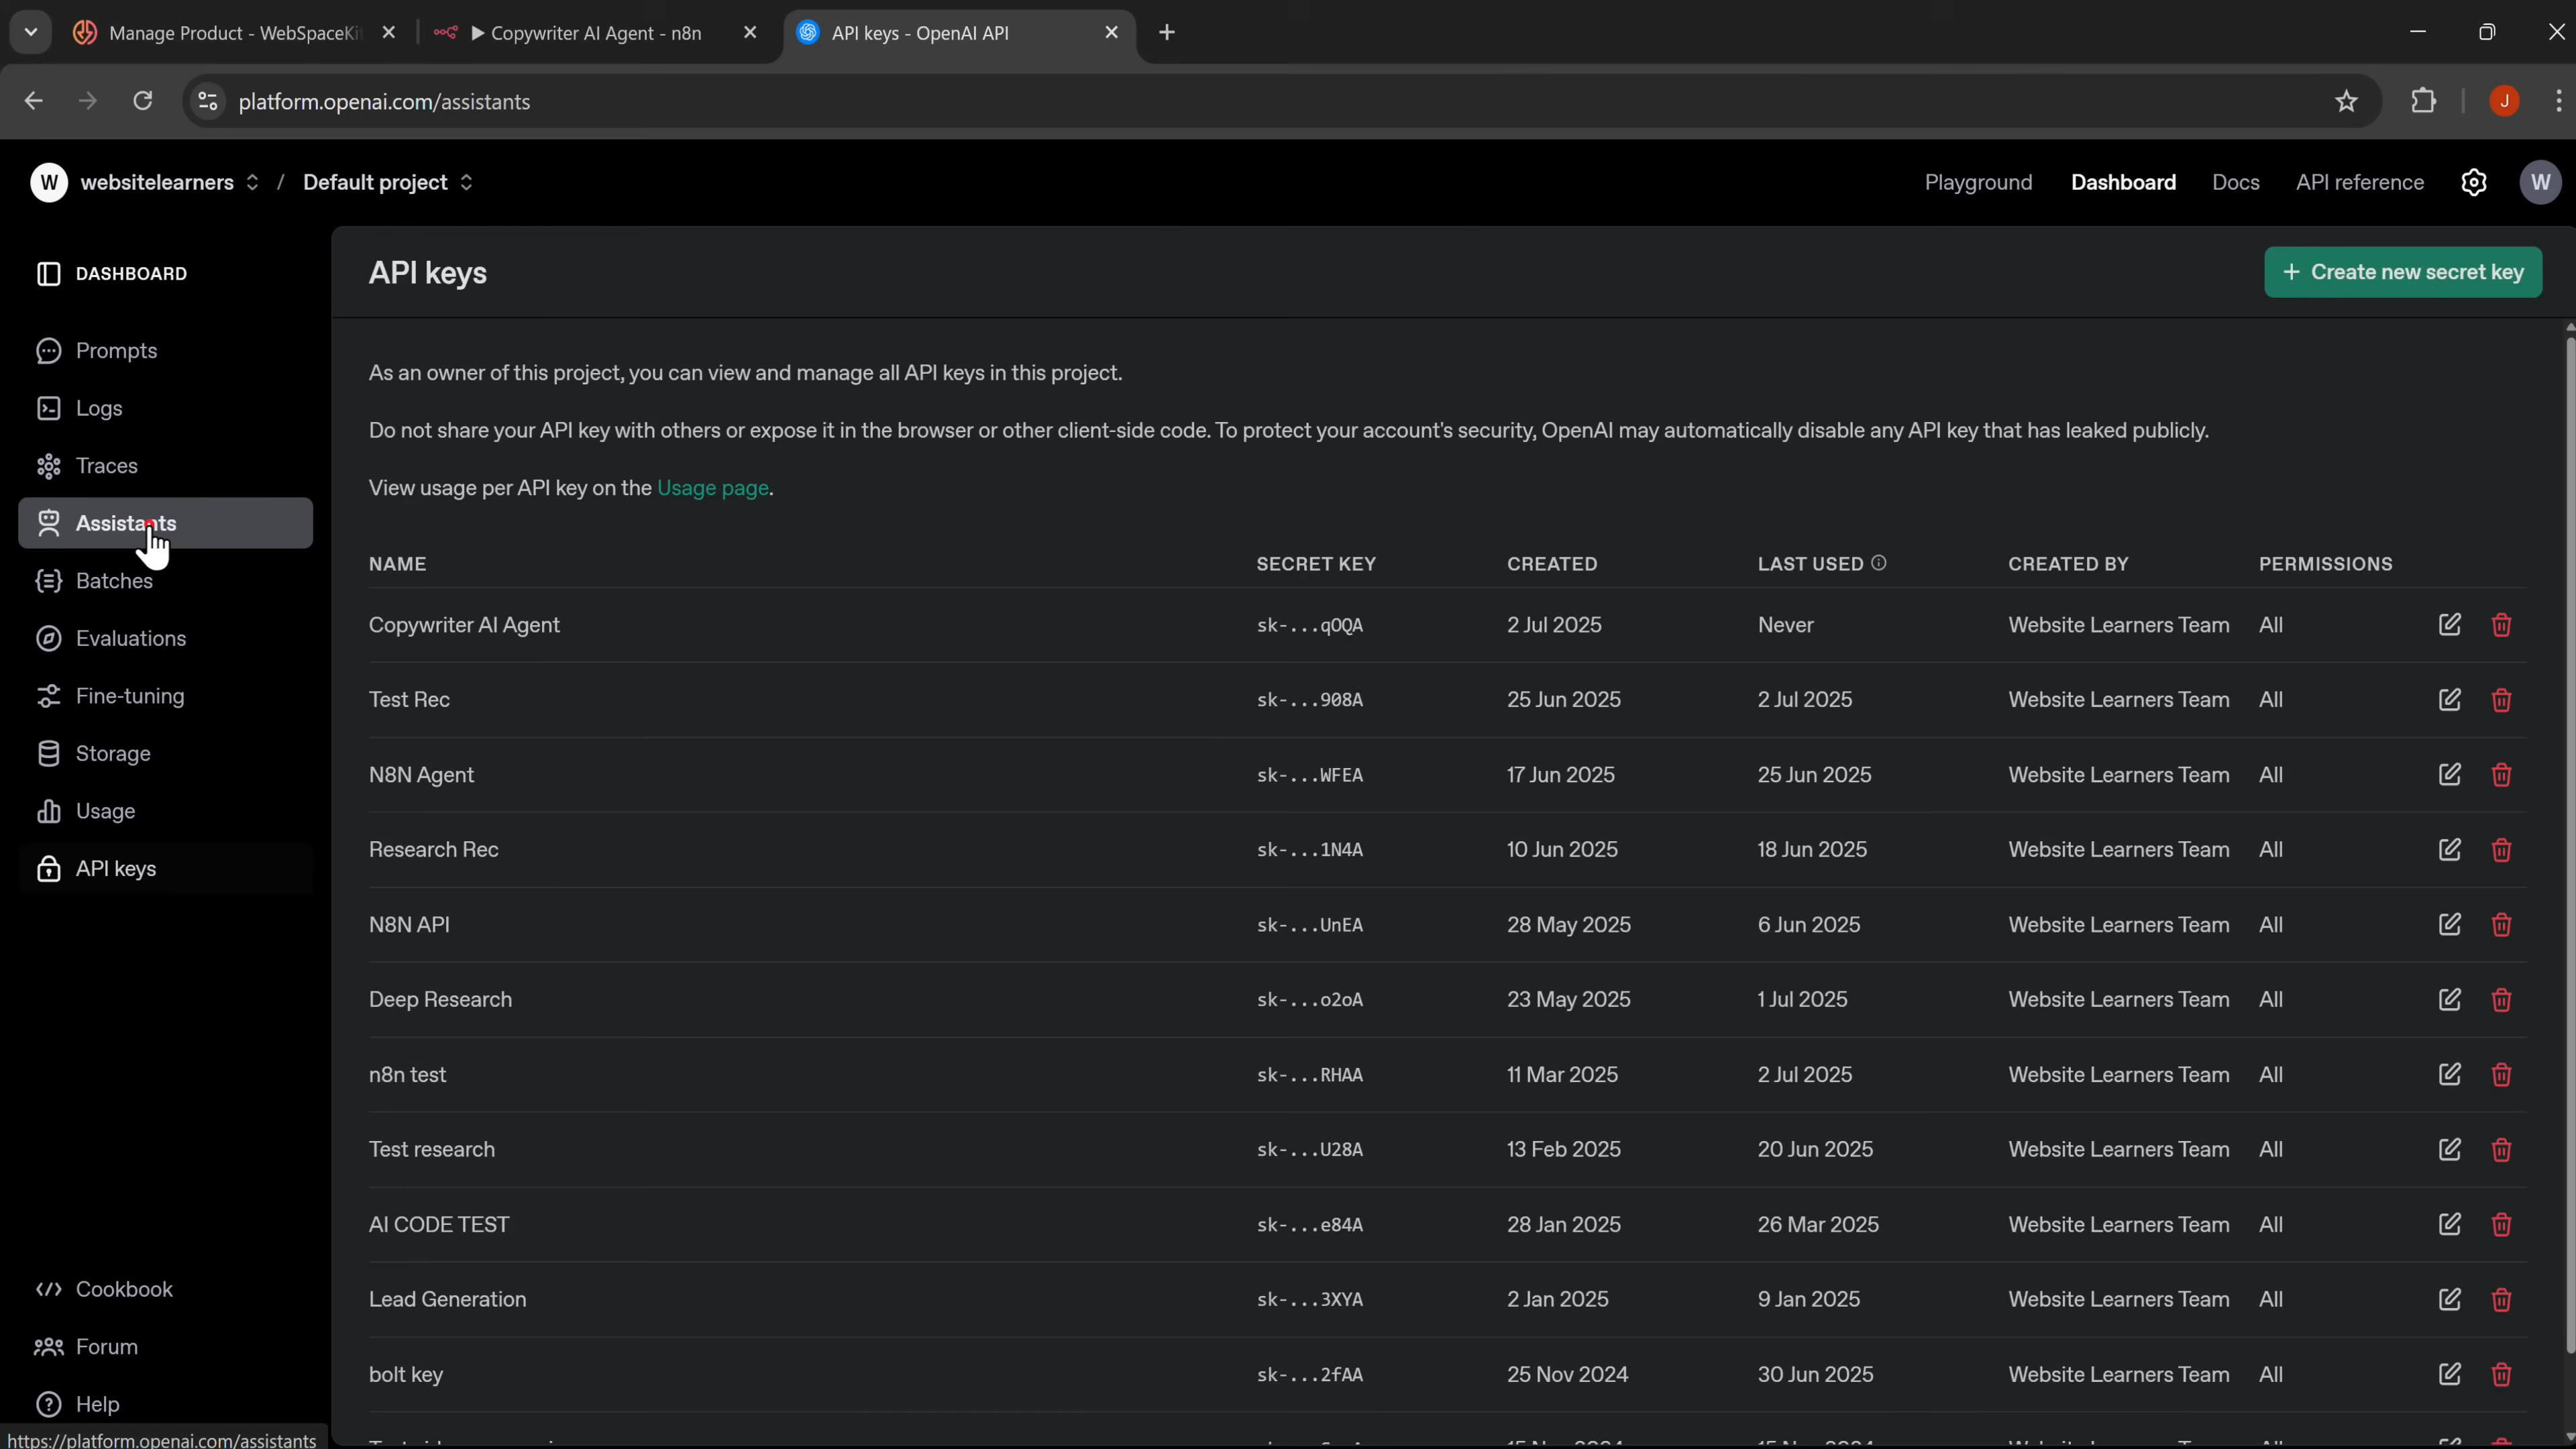 Manage Product - WebSpaceKi
Copywriter AI Agent - n8n
API keys - OpenAI API
platform.openai.com/assistants
J
W websitelearners / Default project
Playground Dashboard Docs API reference W
DASHBOARD
Prompts
Logs
Traces
Assistants
Batches
Evaluations
Fine-tuning
Storage
Usage
API keys
Cookbook
Forum
Help
https://platform.openai.com/assistants
API keys
+ Create new secret key
As an owner of this project, you can view and manage all API keys in this project.
Do not share your API key with others or expose it in the browser or other client-side code. To protect your account's security, OpenAI may automatically disable any API key that has leaked publicly.
View usage per API key on the Usage page.
NAME SECRET KEY CREATED LAST USED CREATED BY PERMISSIONS
Copywriter AI Agent sk-...qOQA 2 Jul 2025 Never Website Learners Team All
Test Rec sk-...908A 25 Jun 2025 2 Jul 2025 Website Learners Team All
N8N Agent sk-...WFEA 17 Jun 2025 25 Jun 2025 Website Learners Team All
Research Rec sk-...1N4A 10 Jun 2025 18 Jun 2025 Website Learners Team All
N8N API sk-...UnEA 28 May 2025 6 Jun 2025 Website Learners Team All
Deep Research sk-...o2oA 23 May 2025 1 Jul 2025 Website Learners Team All
n8n test sk-...RHAA 11 Mar 2025 2 Jul 2025 Website Learners Team All
Test research sk-...U28A 13 Feb 2025 20 Jun 2025 Website Learners Team All
AI CODE TEST sk-...e84A 28 Jan 2025 26 Mar 2025 Website Learners Team All
Lead Generation sk-...3XYA 2 Jan 2025 9 Jan 2025 Website Learners Team All
bolt key sk-...2fAA 25 Nov 2024 30 Jun 2025 Website Learners Team All